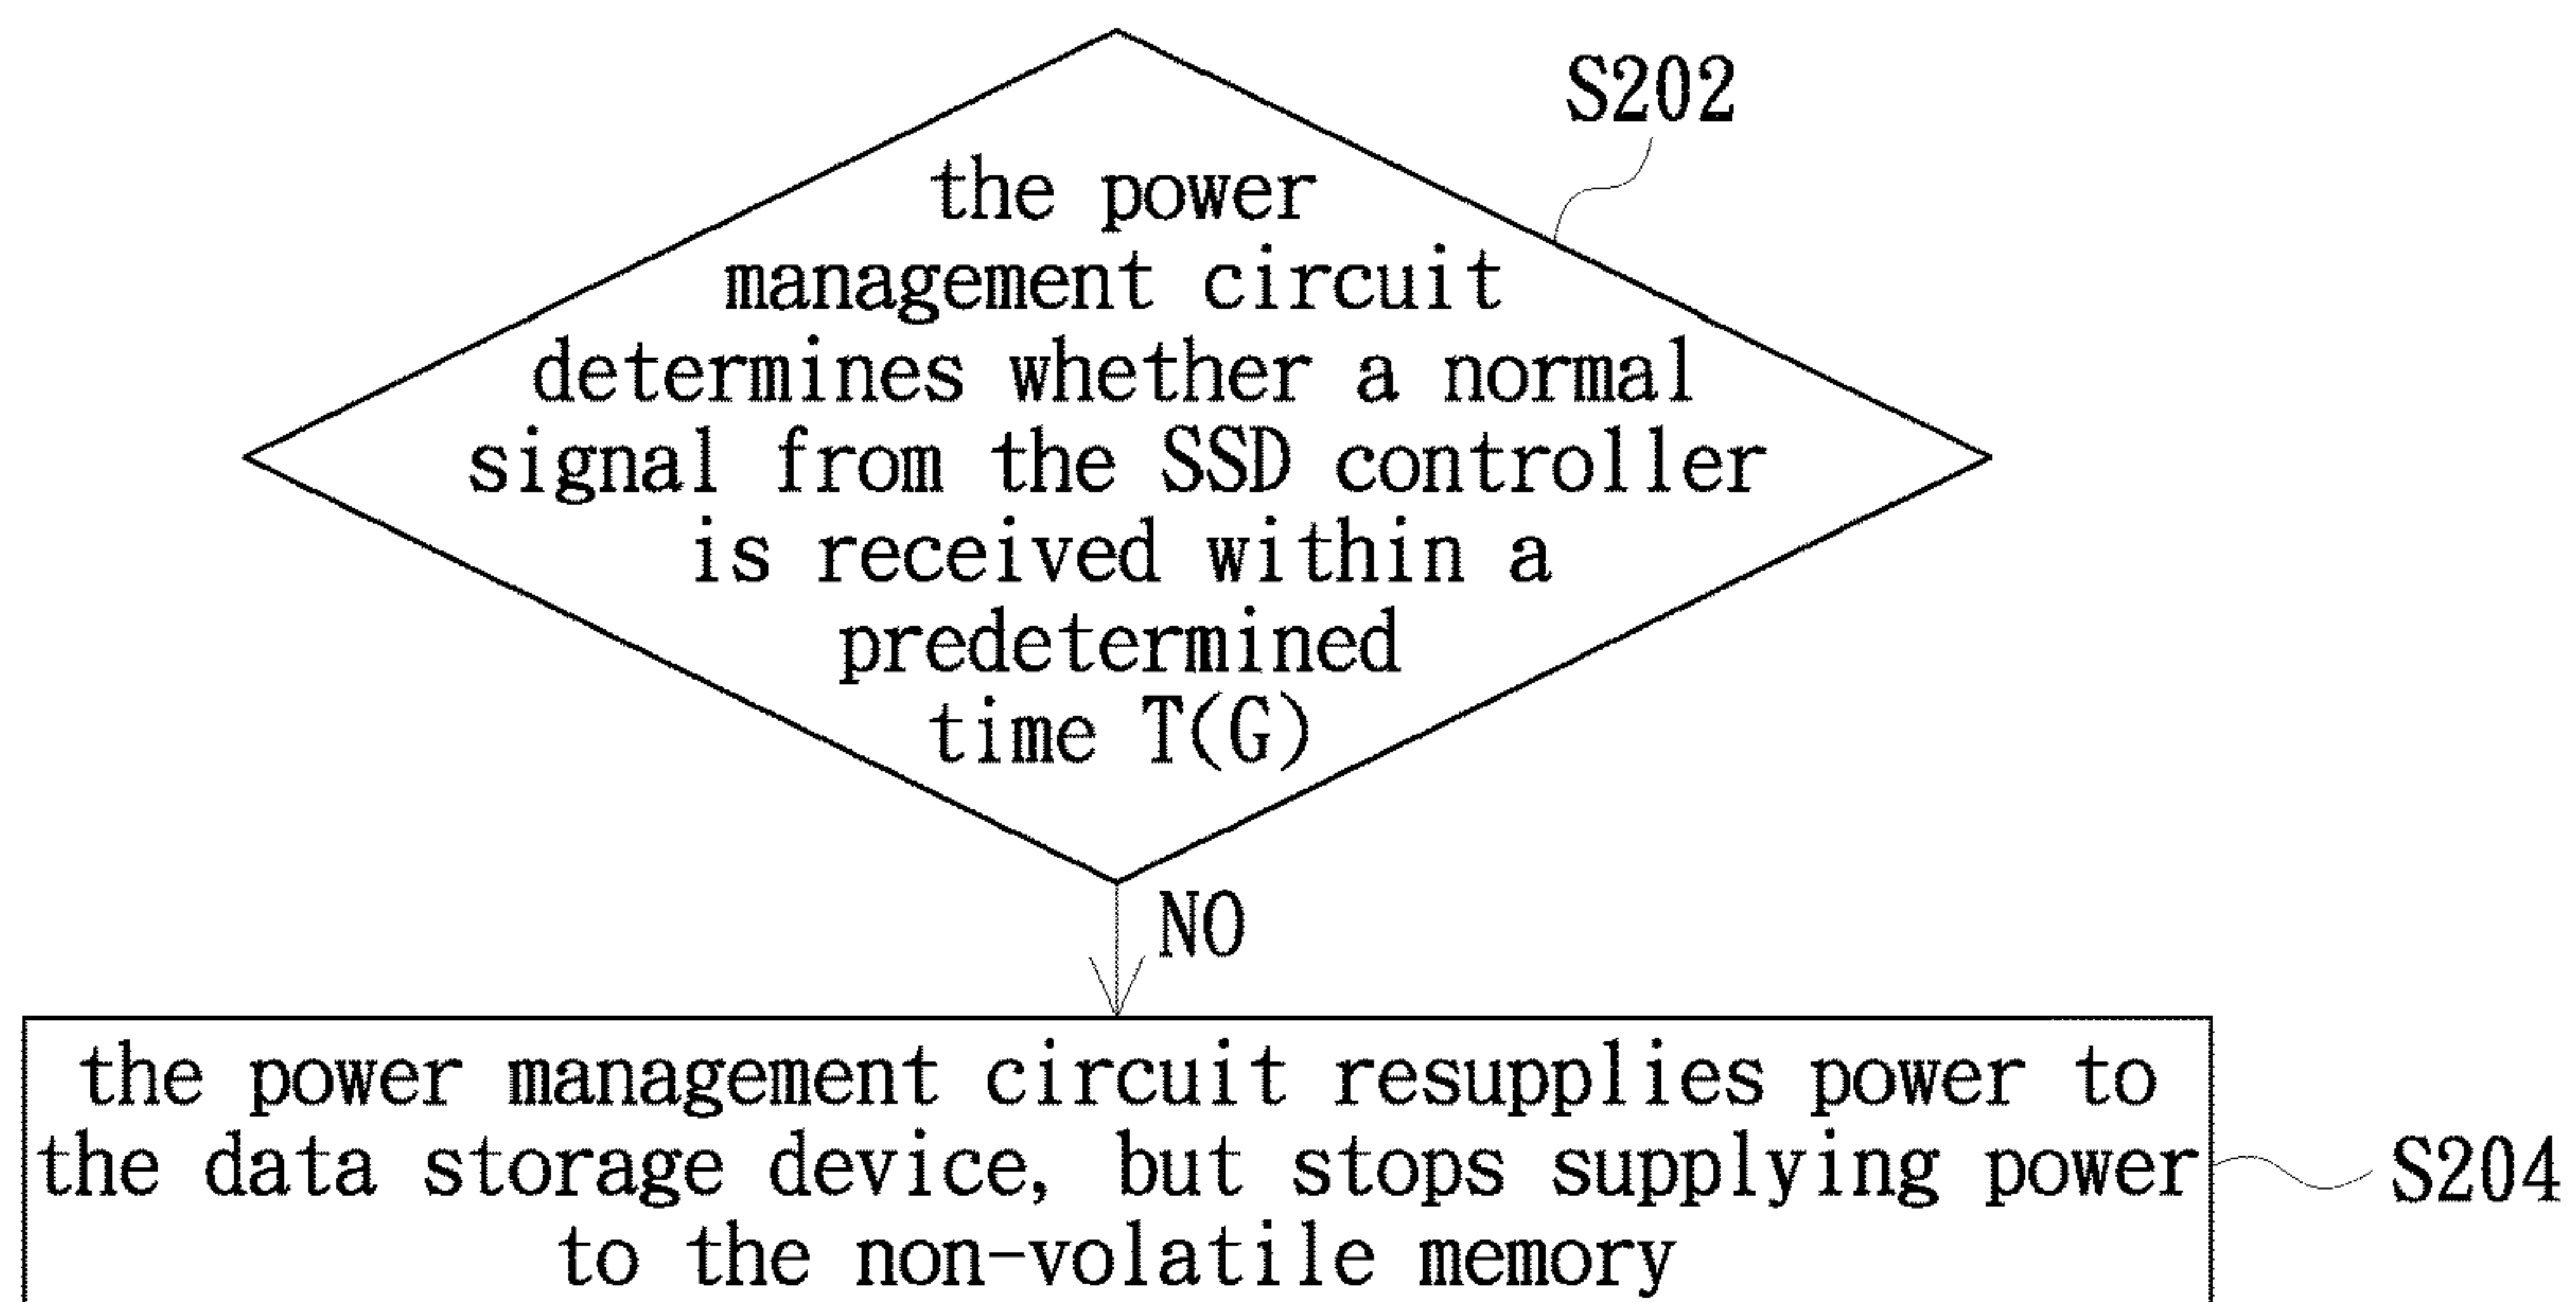 S202
the power
management circuit
determines whether a normal
signal from the SSD controller
is received within a
predetermined
time T(G)
NO
the power management circuit resupplies power to
the data storage device, but stops supplying power
to the non-volatile memory
S204